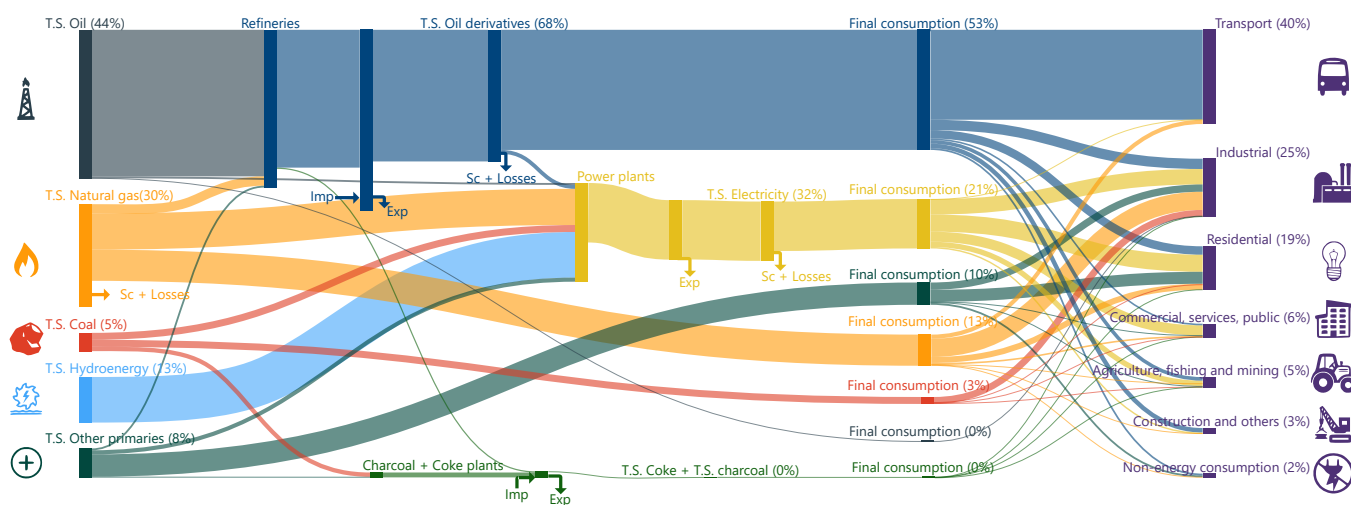 T.S. Oil (44%)
Refineries
T.S. Oil derivatives (68%)
Final consumption (53%)
Transport (40%)
Industrial (25%)
Sc + Losses
Power plants
T.S. Natural gas(30%)
Imp
Exp
T.S. Electricity (32%)
Final consumption (21%)
Residential (19%)
Exp
Sc + Losses
Final consumption (10%)
Sc + Losses
T.S. Coal (5%)
Final consumption (13%)
Commercial, services, public (6%)
T.S. Hydroenergy (13%)
Final consumption (3%)
Agriculture, fishing and mining (5%)
T.S. Other primaries (8%)
Final consumption (0%)
Construction and others (3%)
Charcoal + Coke plants
T.S. Coke + T.S. charcoal (0%)
Final consumption (0%)
Non-energy consumption (2%)
Imp
Exp